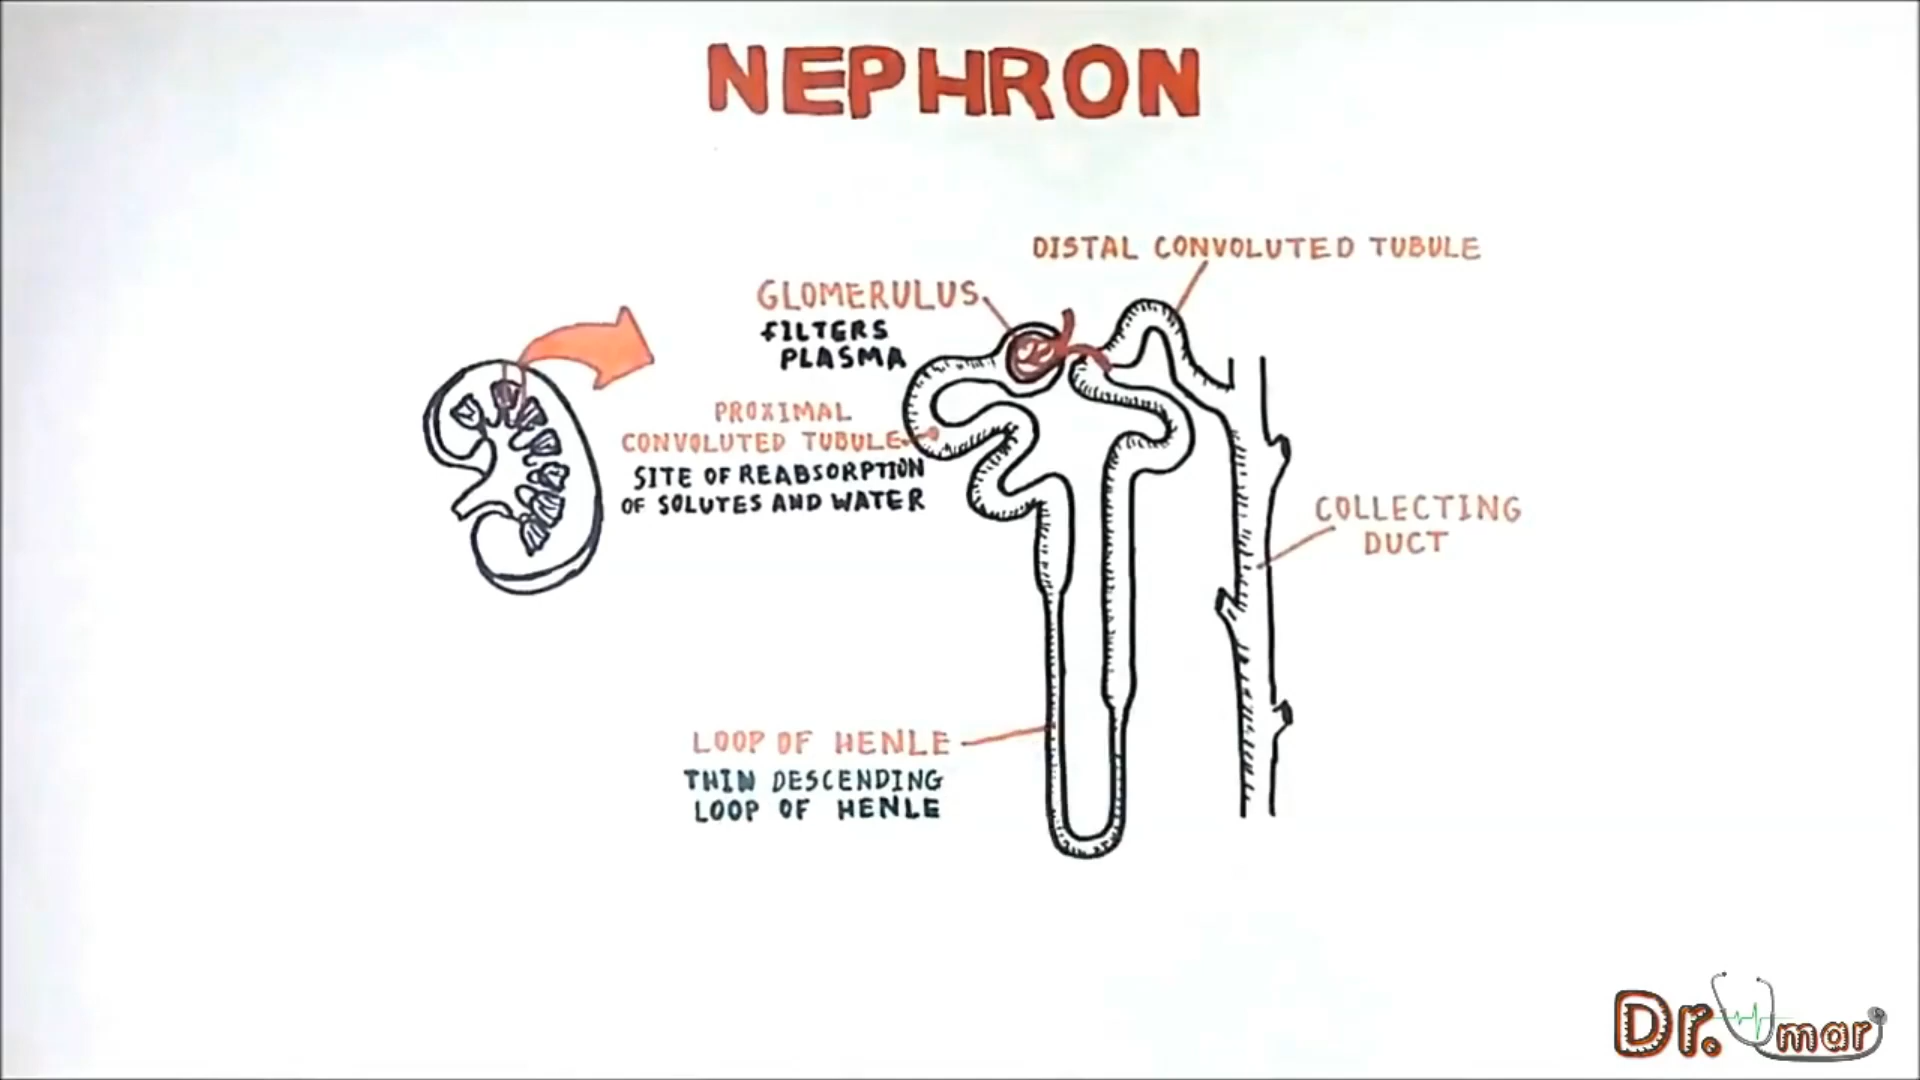 NEPHRON
DISTAL CONVOLUTED TUBULE
GLOMERULUS
FILTERS
PLASMA
PROXIMAL
CONVOLUTED TUBULE
SITE OF REABSORPTION
OF SOLUTES AND WATER
COLLECTING
DUCT
LOOP OF HENLE
THIN DESCENDING
LOOP OF HENLE
Dr. Umar